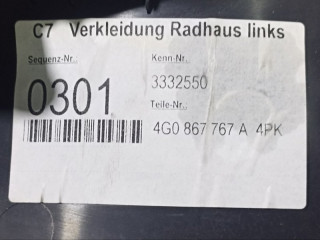 C7 Verkleidung Radhaus links
Sequenz-Nr.. Kenn-Nr..
0301 3332550
Teile-Nr..
4G0 867 767 A 4PK